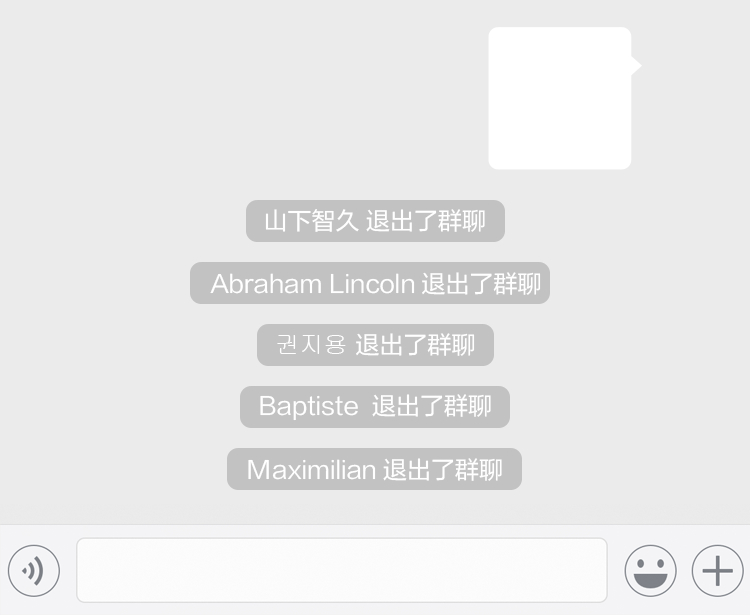 山下智久 退出了群聊
Abraham Lincoln 退出了群聊
권지용 退出了群聊
Baptiste 退出了群聊
Maximilian 退出了群聊